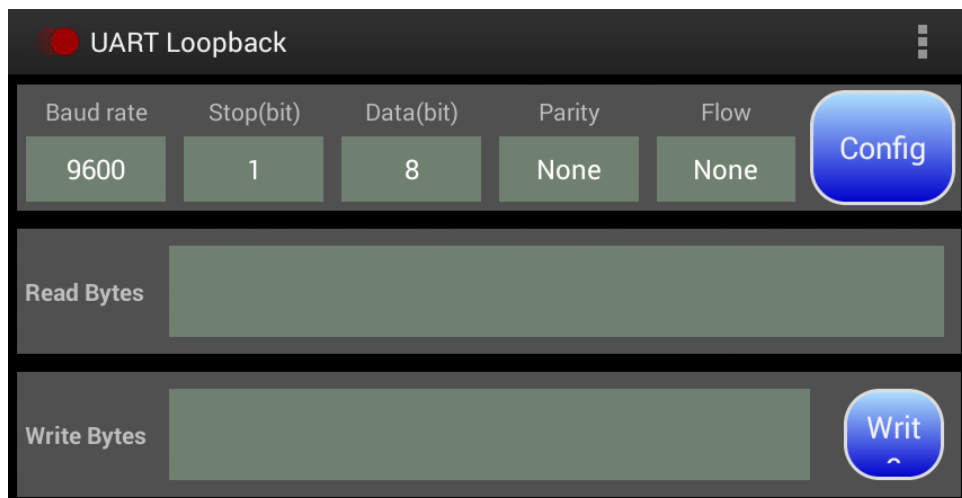 UART Loopback
Baud rate Stop(bit) Data(bit) Parity Flow
9600 1 8 None None Config
Read Bytes
Write Bytes Writ